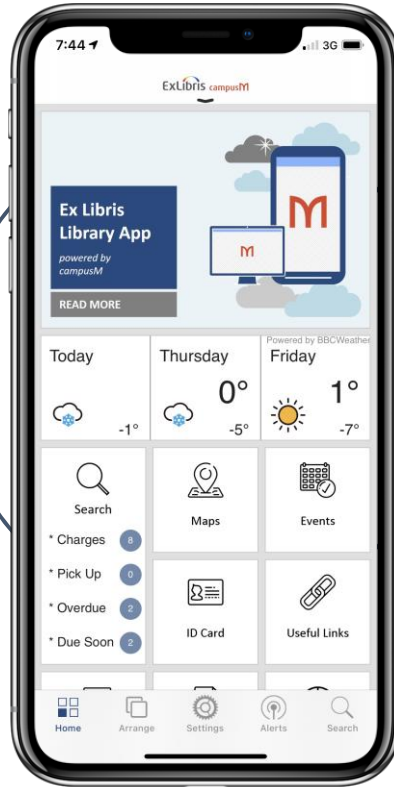 7:44
3G
ExLibris campusM
Ex Libris
Library App
powered by
campusM
READ MORE
M
M
Powered by BBCWeather
Today
-1°
Thursday
0°
-5°
Friday
1°
-7°
Search
* Charges 8
* Pick Up 0
* Overdue 2
* Due Soon 2
Maps
Events
ID Card
Useful Links
Home
Arrange
Settings
Alerts
Search